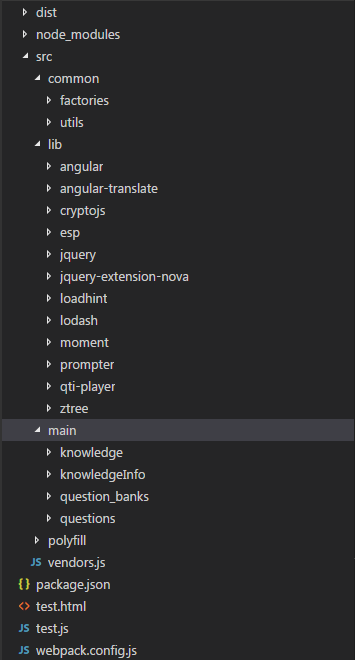 dist
node_modules
src
common
factories
utils
lib
angular
angular-translate
cryptojs
esp
jquery
jquery-extension-nova
loadhint
lodash
moment
prompter
qti-player
ztree
main
knowledge
knowledgeInfo
question_banks
questions
polyfill
JS vendors.js
{ } package.json
<> test.html
JS test.js
JS webpack.config.js